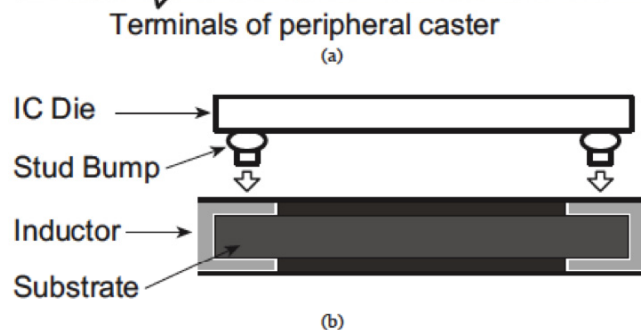 Terminals of peripheral caster
(a)
IC Die
Stud Bump
Inductor
Substrate
(b)